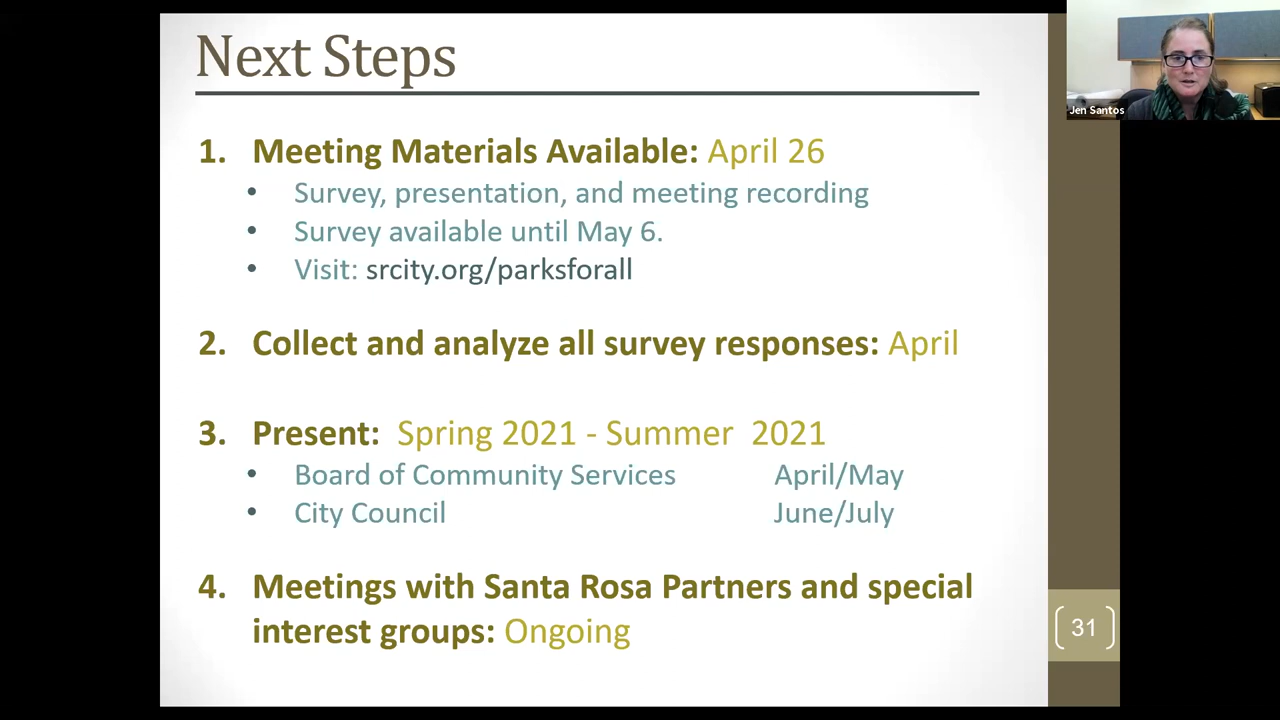 Next Steps
Jen Santos
1. Meeting Materials Available: April 26
• Survey, presentation, and meeting recording
• Survey available until May 6.
• Visit: srcity.org/parksforall
2. Collect and analyze all survey responses: April
3. Present: Spring 2021 - Summer 2021
• Board of Community Services April/May
• City Council June/July
4. Meetings with Santa Rosa Partners and special
interest groups: Ongoing
31